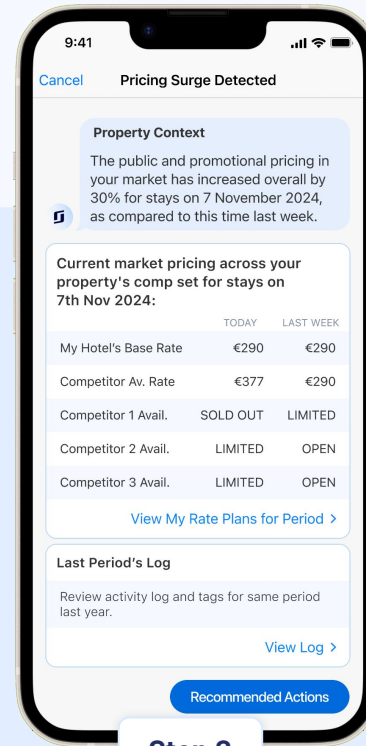 9:41
Cancel Pricing Surge Detected
Property Context
The public and promotional pricing in
your market has increased overall by
30% for stays on 7 November 2024,
as compared to this time last week.
Current market pricing across your
property's comp set for stays on
7th Nov 2024:
TODAY LAST WEEK
My Hotel's Base Rate €290 €290
Competitor Av. Rate €377 €290
Competitor 1 Avail. SOLD OUT LIMITED
Competitor 2 Avail. LIMITED OPEN
Competitor 3 Avail. LIMITED OPEN
View My Rate Plans for Period >
Last Period's Log
Review activity log and tags for same period
last year.
View Log >
Recommended Actions